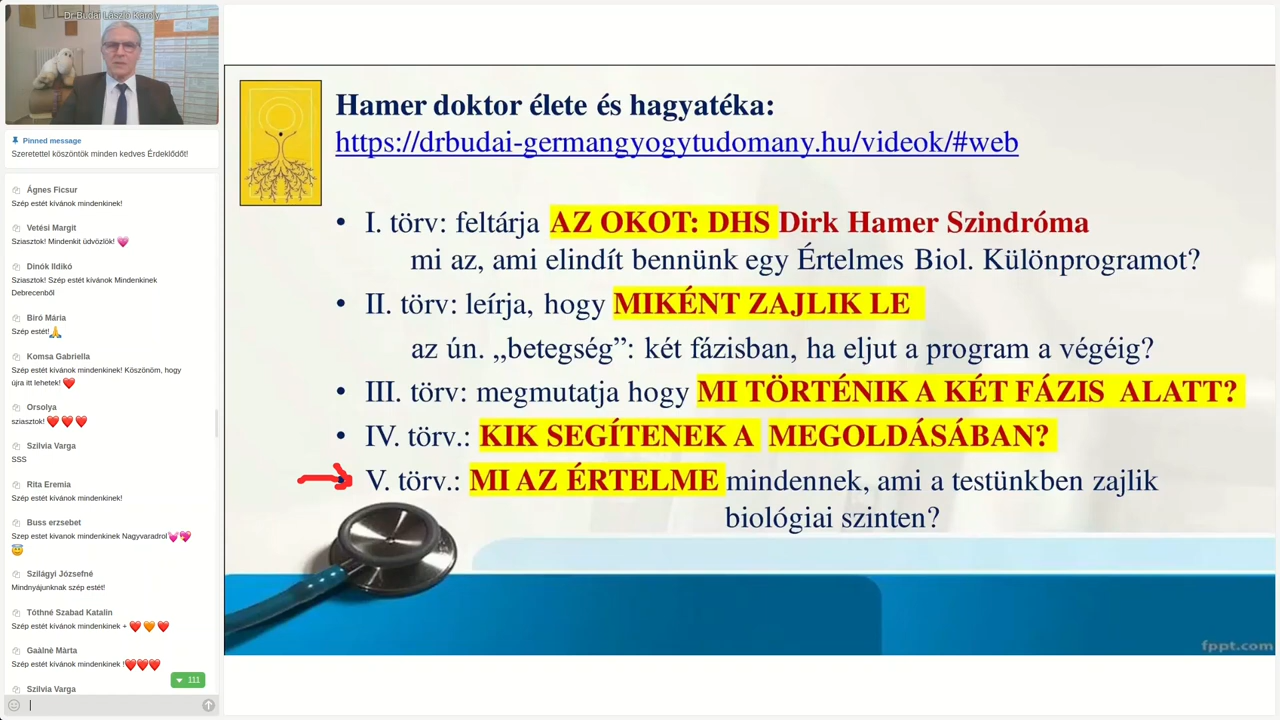 Dr Budai László Károly
Pinned message
Szeretettel köszöntök minden kedves Érdeklődőt!
Ágnes Ficsur
Szép estét kívánok mindenkinek!
Vetési Margit
Sziasztok! Mindenkit üdvözlök! 💗
Dínók Ildikó
Sziasztok! Szép estét kívánok Mindenkinek
Debrecenből
Biró Mária
Szép estét!🙏
Komsa Gabriella
Szép estét kívánok mindenkinek! Köszönöm, hogy
újra itt lehetek! ❤️
Orsolya
sziasztok! ❤️ ❤️ ❤️
Szilvia Varga
SSS
Rita Eremia
Szép estét kívánok mindenkinek!
Buss erzsebet
Szep estet kivanok mindenkinek Nagyvaradrol💓💖
😇
Szilágyi Józsefné
Mindnyájunknak szép estét!
Tóthné Szabad Katalin
Szép estét kívánok mindenkinek + ❤️ 🧡 ❤️
Gaàlnè Màrta
Szép estét kívánok mindenkinek !❤️❤️❤️
Szilvia Varga
111
Hamer doktor élete és hagyatéka:
https://drbudai-germangyogytudomany.hu/videok/#web
• I. törv: feltárja AZ OKOT: DHS Dirk Hamer Szindróma
mi az, ami elindít bennünk egy Értelmes Biol. Különprogramot?
• II. törv: leírja, hogy MIKÉNT ZAJLIK LE
az ún. „betegség”: két fázisban, ha eljut a program a végéig?
• III. törv: megmutatja hogy MI TÖRTÉNIK A KÉT FÁZIS ALATT?
• IV. törv.: KIK SEGÍTENEK A MEGOLDÁSÁBAN?
• V. törv.: MI AZ ÉRTELME mindennek, ami a testünkben zajlik
biológiai szinten?
fppt.com